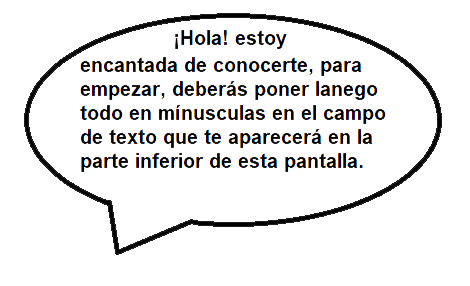 ¡Hola! estoy
encantada de conocerte, para
empezar, deberás poner lanego
todo en mínusculas en el campo
de texto que te aparecerá en la
parte inferior de esta pantalla.